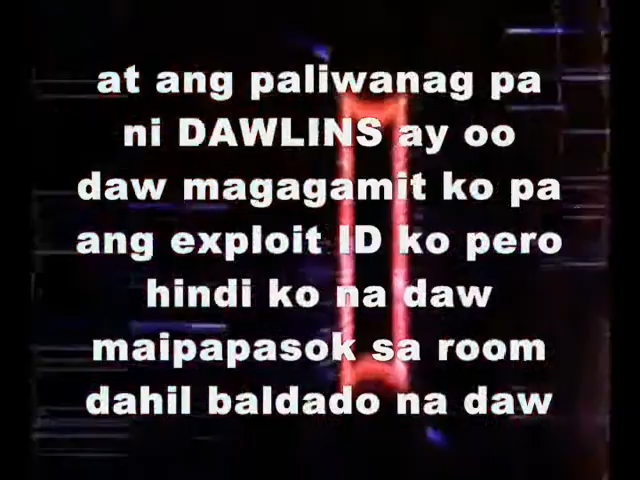 at ang paliwanag pa
ni DAWLINS ay oo
daw magagamit ko pa
ang exploit ID ko pero
hindi ko na daw
maipapasok sa room
dahil baldado na daw